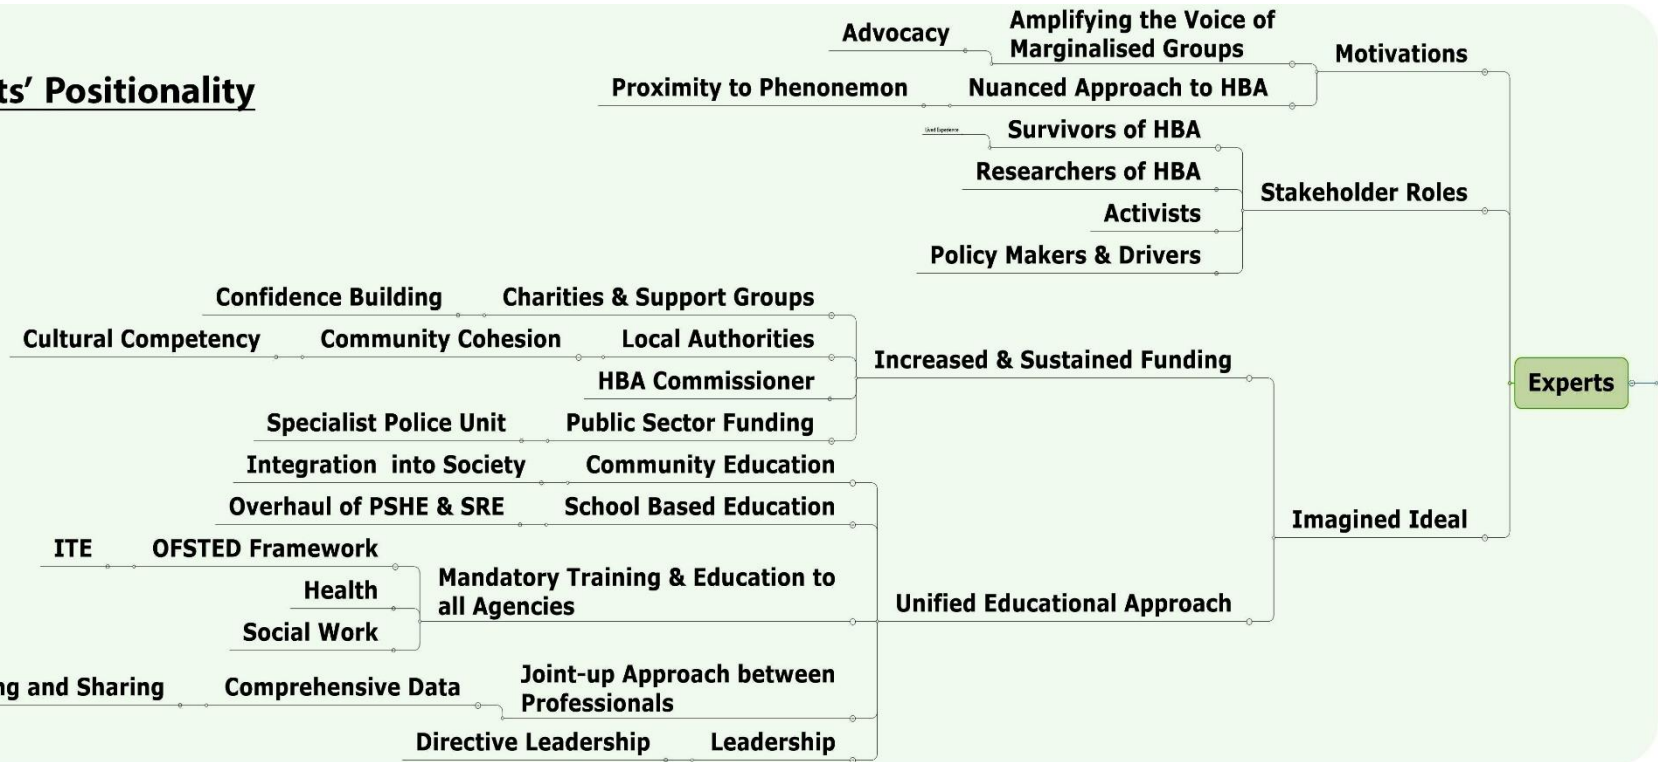 Advocacy
Amplifying the Voice of
Marginalised Groups
Motivations
ts’ Positionality
Proximity to Phenonemon
Nuanced Approach to HBA
Lived Experience
Survivors of HBA
Researchers of HBA
Stakeholder Roles
Activists
Policy Makers & Drivers
Confidence Building
Charities & Support Groups
Cultural Competency
Community Cohesion
Local Authorities
Increased & Sustained Funding
HBA Commissioner
Experts
Specialist Police Unit
Public Sector Funding
Integration into Society
Community Education
Overhaul of PSHE & SRE
School Based Education
Imagined Ideal
ITE
OFSTED Framework
Health
Mandatory Training & Education to
all Agencies
Unified Educational Approach
Social Work
ng and Sharing
Comprehensive Data
Joint-up Approach between
Professionals
Directive Leadership
Leadership